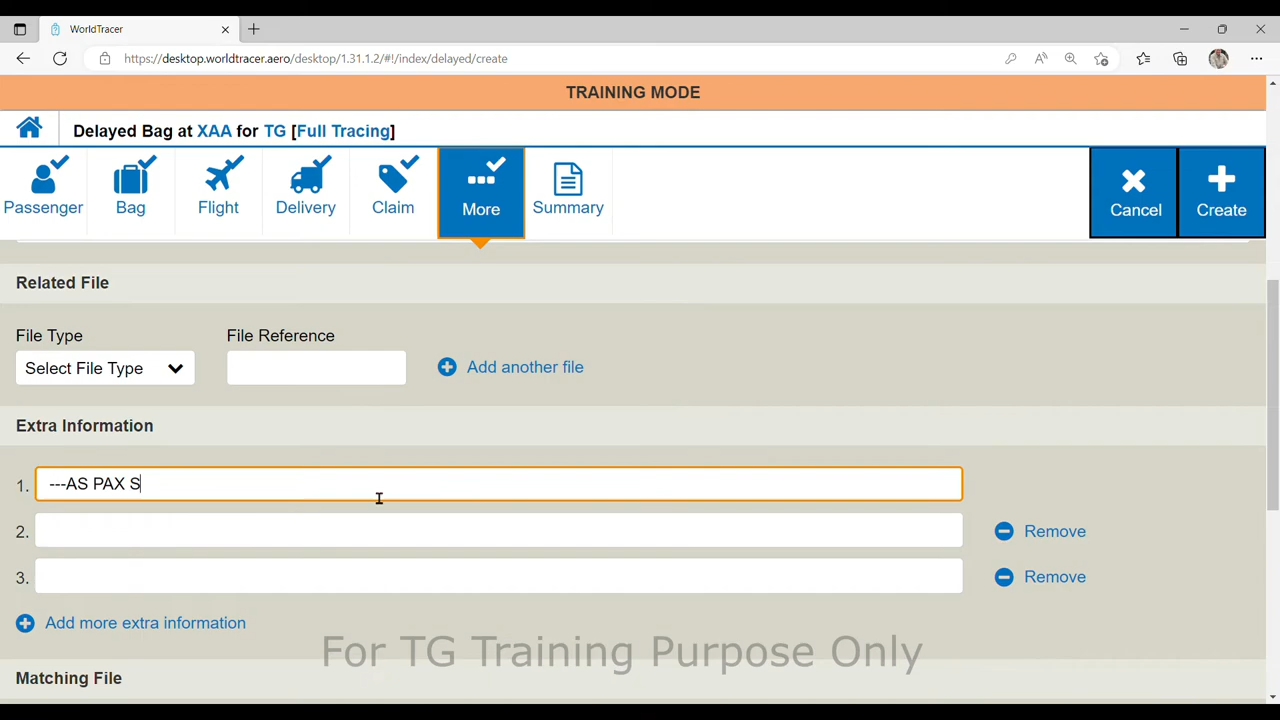 WorldTracer
https://desktop.worldtracer.aero/desktop/1.31.1.2/#!/index/delayed/create
TRAINING MODE
Delayed Bag at XAA for TG [Full Tracing]
Passenger
Bag
Flight
Delivery
Claim
More
Summary
Cancel
Create
Related File
File Type
File Reference
Select File Type
Add another file
Extra Information
1. ---AS PAX S
2.
Remove
3.
Remove
Add more extra information
For TG Training Purpose Only
Matching File